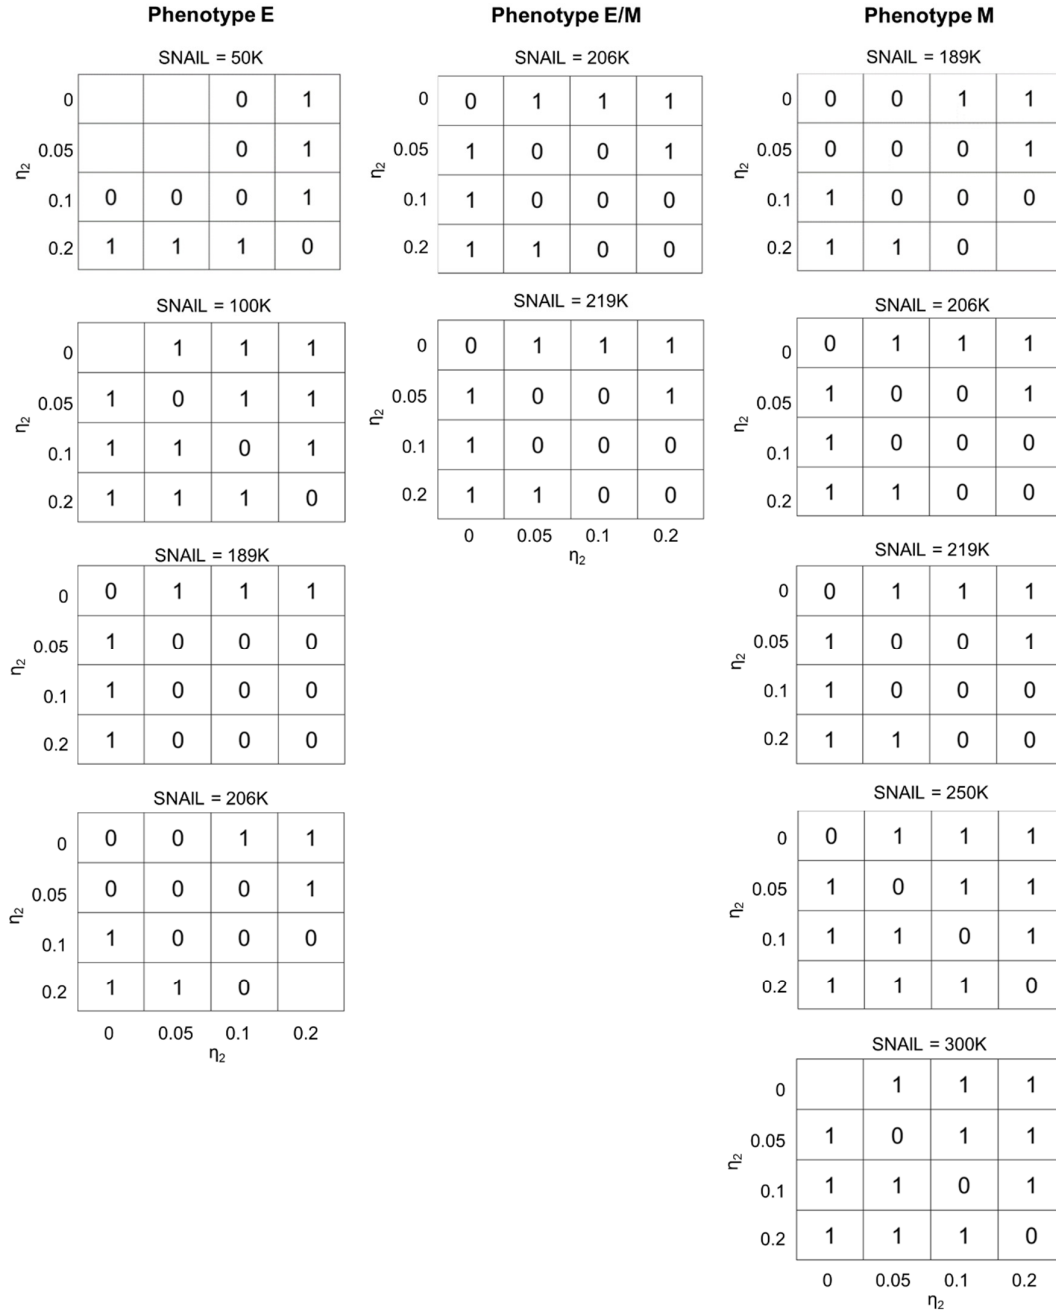 Phenotype E
SNAIL = 50K
0 0 1
0.05 0 1
0.1 0 0 0 1
0.2 1 1 1 0
η2
SNAIL = 100K
0 1 1 1
0.05 1 0 1 1
0.1 1 1 0 1
0.2 1 1 1 0
η2
SNAIL = 189K
0 0 1 1 1
0.05 1 0 0 0
0.1 1 0 0 0
0.2 1 0 0 0
η2
SNAIL = 206K
0 0 0 1 1
0.05 0 0 0 1
0.1 1 0 0 0
0.2 1 1 0
η2
0 0.05 0.1 0.2
η2
Phenotype E/M
SNAIL = 206K
0 0 1 1 1
0.05 1 0 0 1
0.1 1 0 0 0
0.2 1 1 0 0
η2
SNAIL = 219K
0 0 1 1 1
0.05 1 0 0 1
0.1 1 0 0 0
0.2 1 1 0 0
η2
0 0.05 0.1 0.2
η2
Phenotype M
SNAIL = 189K
0 0 0 1 1
0.05 0 0 0 1
0.1 1 0 0 0
0.2 1 1 0
η2
SNAIL = 206K
0 0 1 1 1
0.05 1 0 0 1
0.1 1 0 0 0
0.2 1 1 0 0
η2
SNAIL = 219K
0 0 1 1 1
0.05 1 0 0 1
0.1 1 0 0 0
0.2 1 1 0 0
η2
SNAIL = 250K
0 0 1 1 1
0.05 1 0 1 1
0.1 1 1 0 1
0.2 1 1 1 0
η2
SNAIL = 300K
0 1 1 1
0.05 1 0 1 1
0.1 1 1 0 1
0.2 1 1 1 0
η2
0 0.05 0.1 0.2
η2